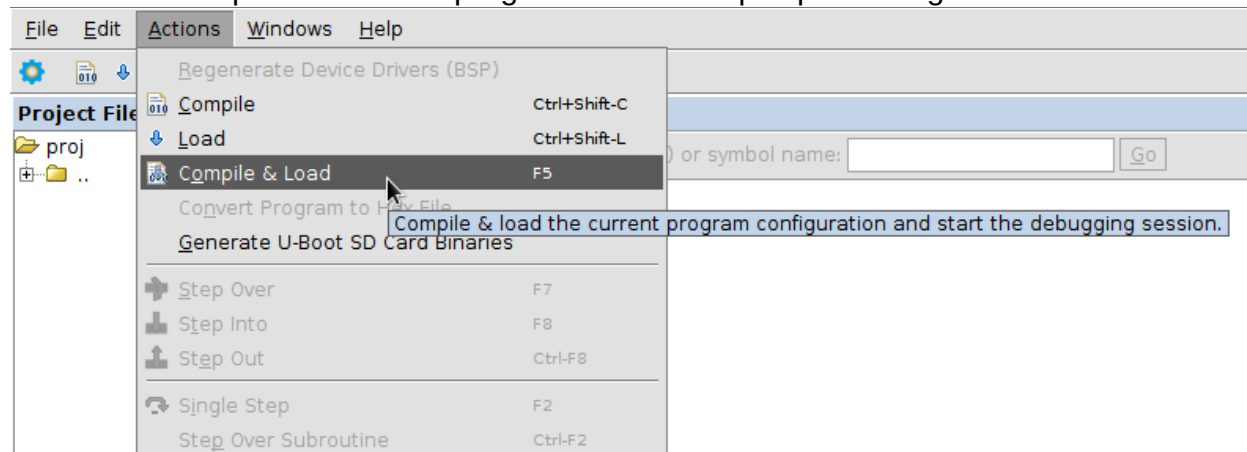 File Edit Actions Windows Help
Regenerate Device Drivers (BSP)
Project File
Compile Ctrl+Shift-C
proj
Load Ctrl+Shift-L
) or symbol name: Go
..
Compile & Load F5
Convert Program to Hex File
Compile & load the current program configuration and start the debugging session.
Generate U-Boot SD Card Binaries
Step Over F7
Step Into F8
Step Out Ctrl-F8
Single Step F2
Step Over Subroutine Ctrl-F2